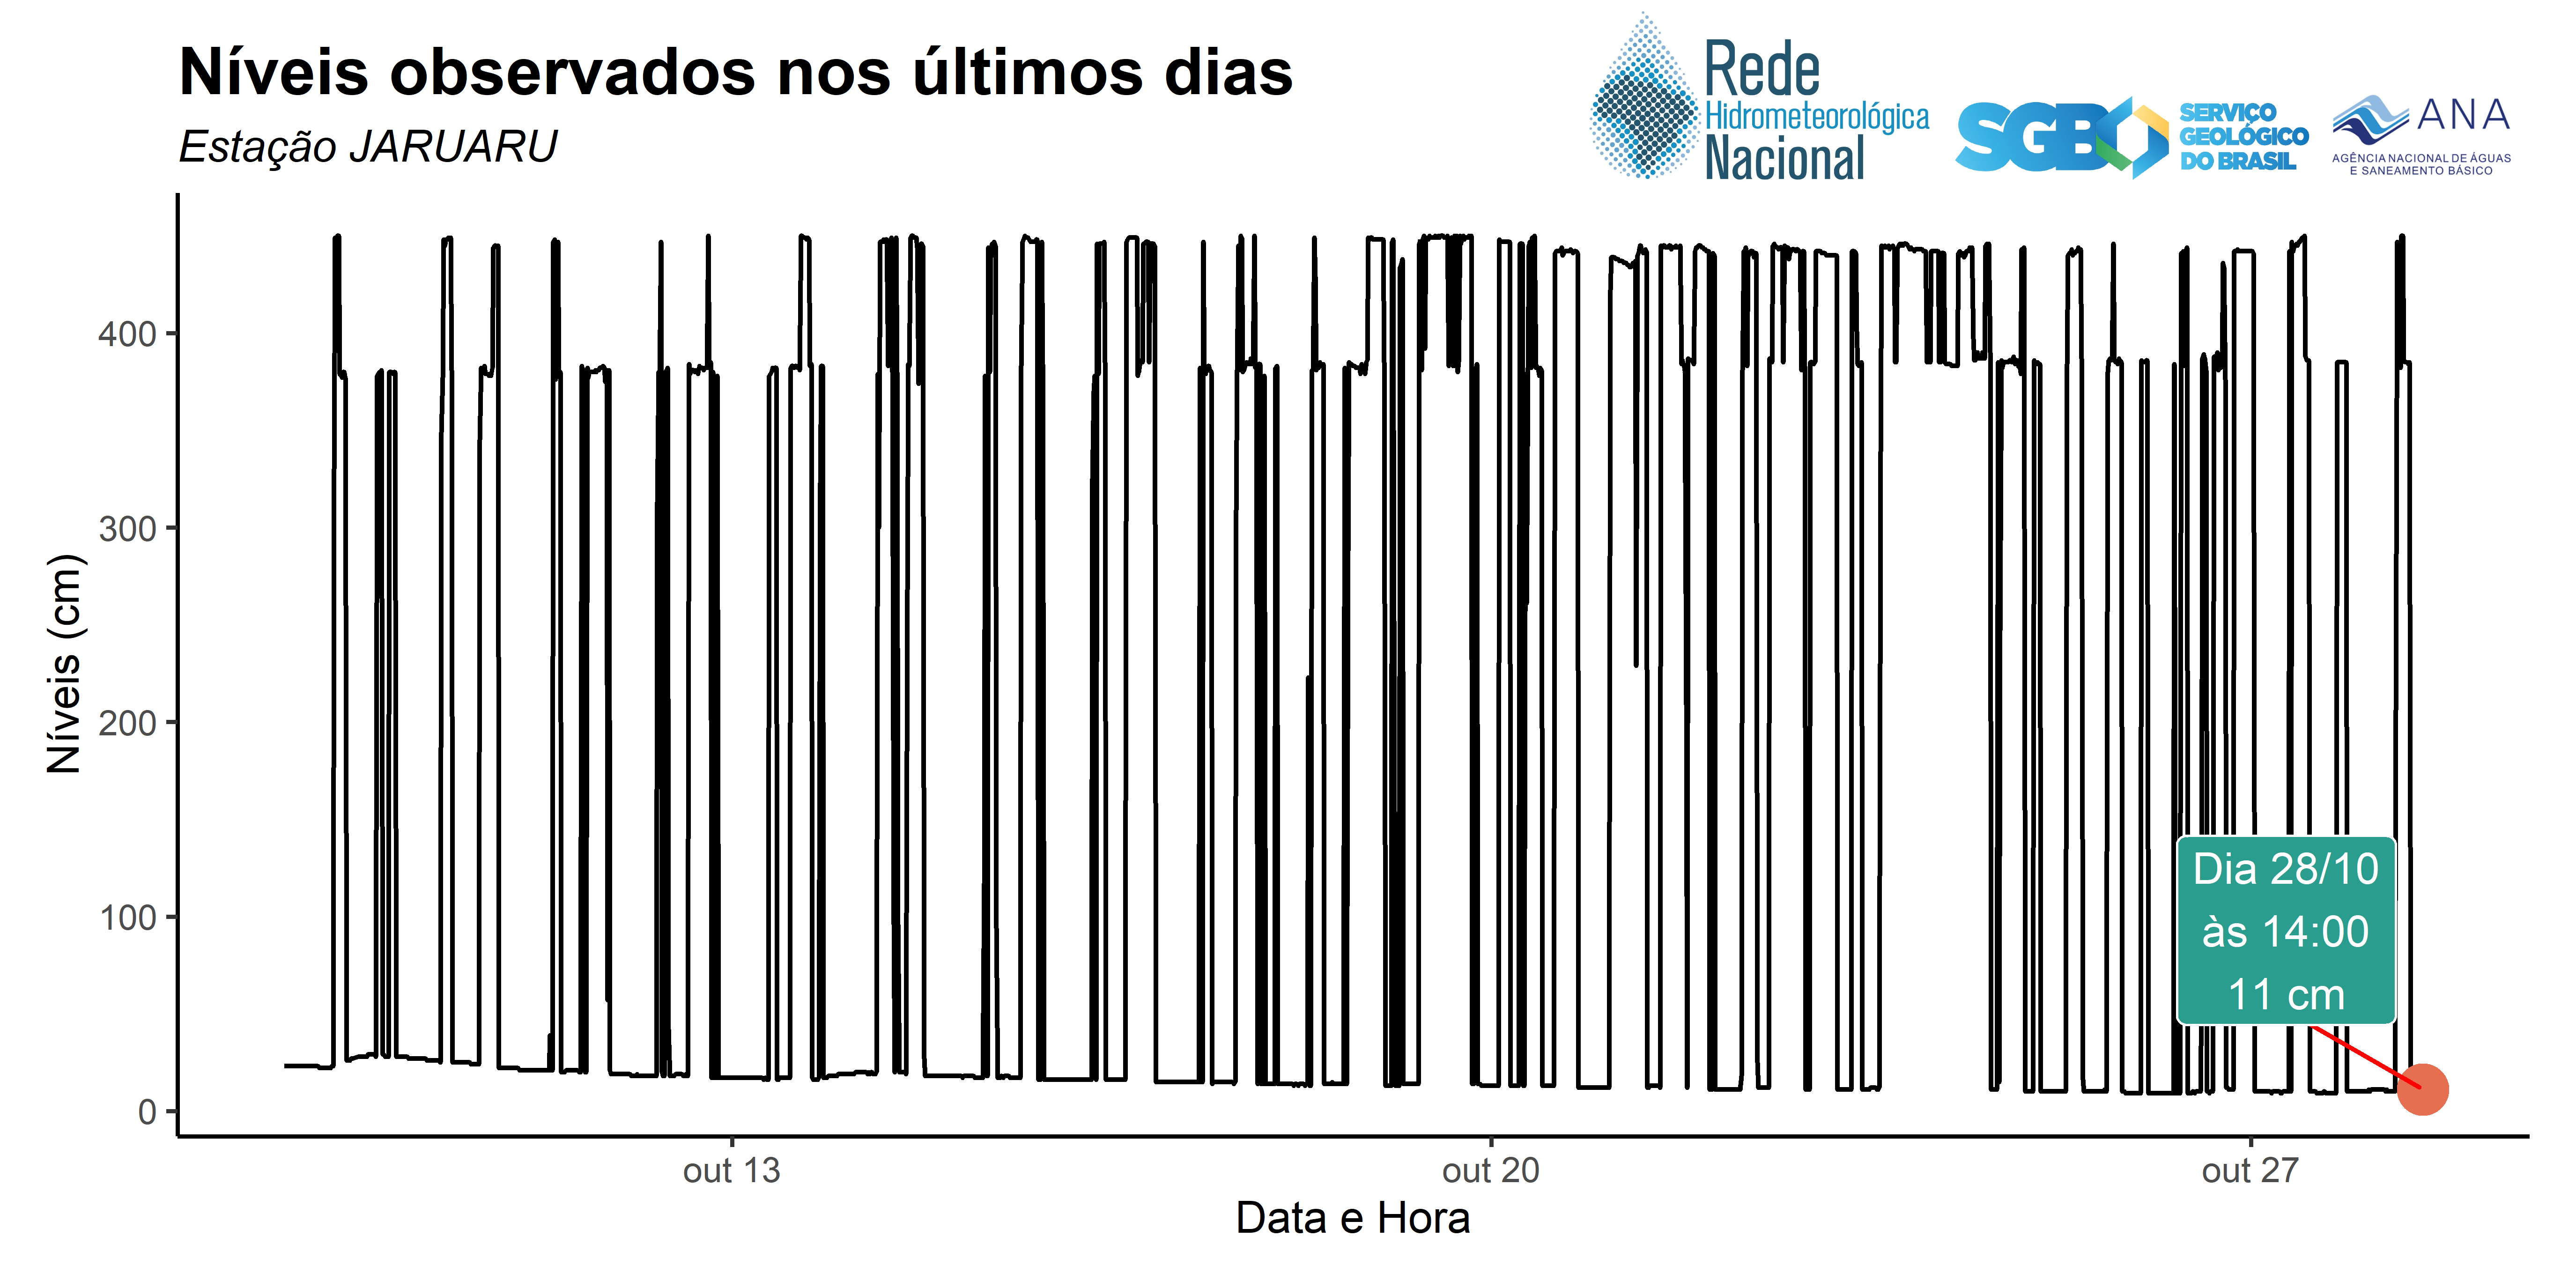 Níveis observados nos últimos dias
Estação JARUARU
Rede
Hidrometeorológica
Nacional
SGB
SERVIÇO
GEOLÓGICO
DO BRASIL
ANA
AGÊNCIA NACIONAL DE ÁGUAS
E SANEAMENTO BÁSICO
Níveis (cm)
400
300
200
100
0
Dia 28/10
às 14:00
11 cm
out 13
out 20
out 27
Data e Hora